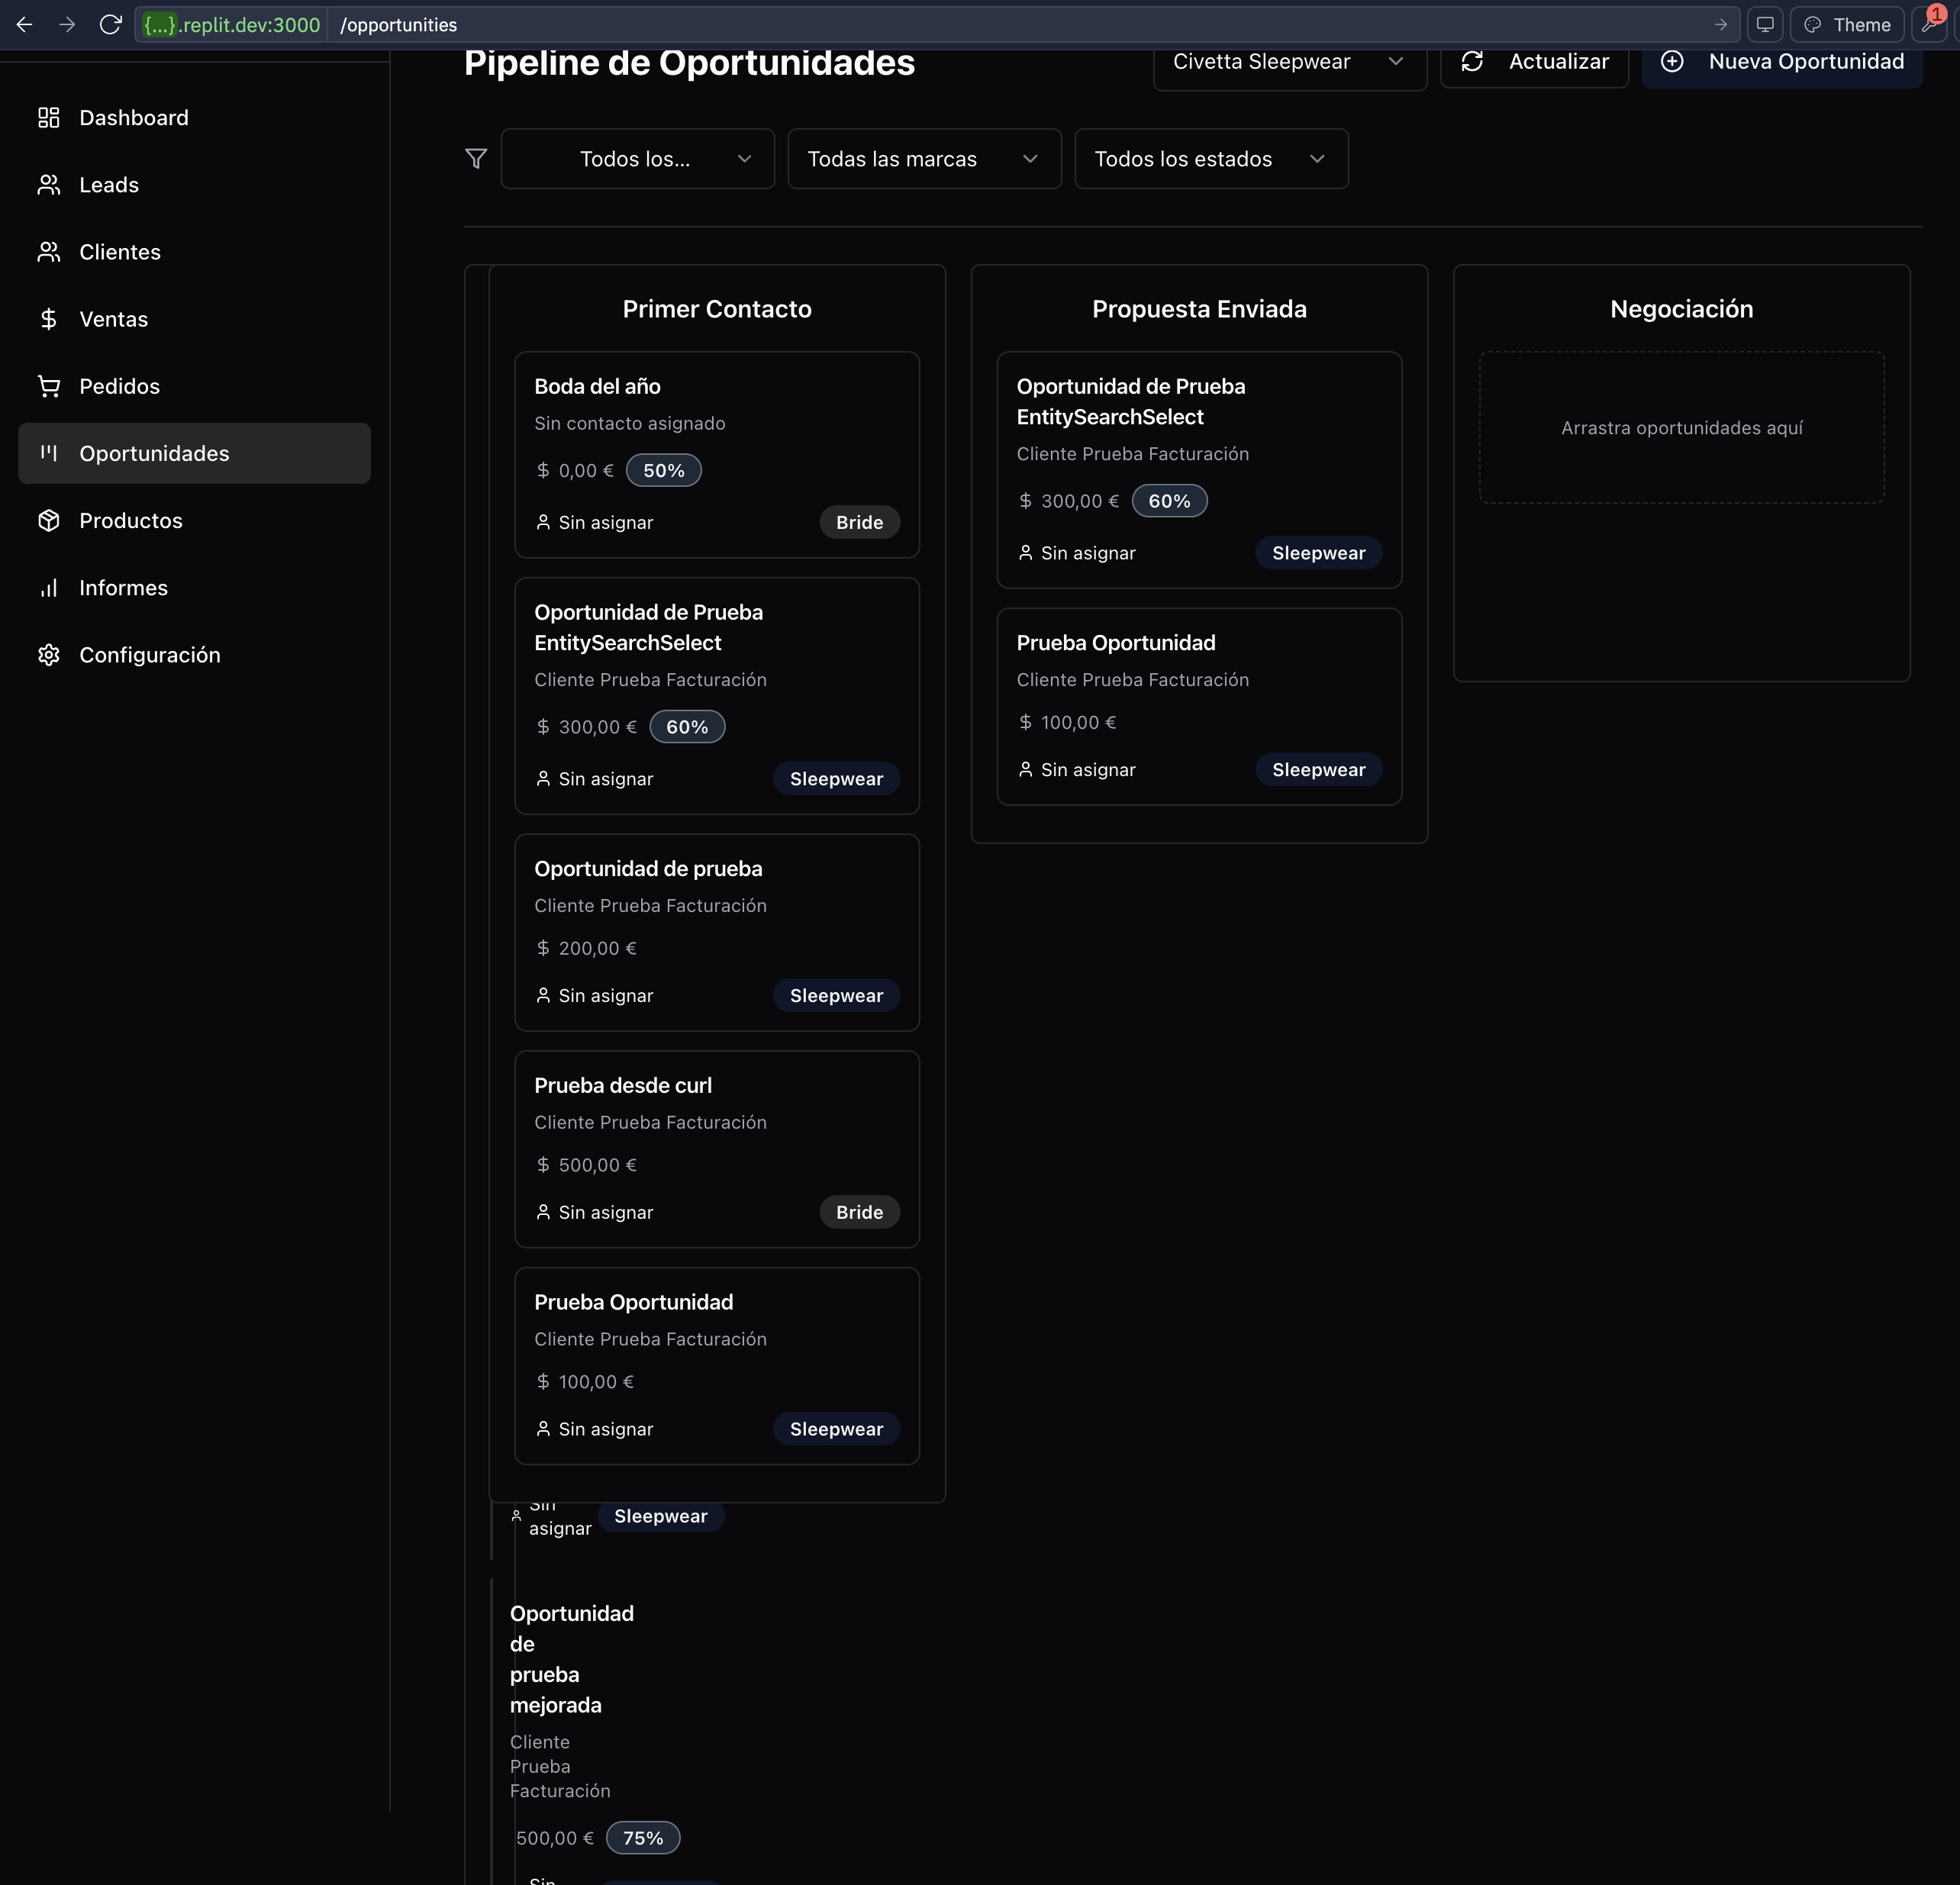 {...}.replit.dev:3000 /opportunities
Theme
1
Pipeline de Oportunidades
Civetta Sleepwear
Actualizar
Nueva Oportunidad
Dashboard
Leads
Clientes
Ventas
Pedidos
Oportunidades
Productos
Informes
Configuración
Todos los...
Todas las marcas
Todos los estados
Primer Contacto
Boda del año
Sin contacto asignado
$ 0,00 € 50%
Sin asignar Bride
Oportunidad de Prueba
EntitySearchSelect
Cliente Prueba Facturación
$ 300,00 € 60%
Sin asignar Sleepwear
Oportunidad de prueba
Cliente Prueba Facturación
$ 200,00 €
Sin asignar Sleepwear
Prueba desde curl
Cliente Prueba Facturación
$ 500,00 €
Sin asignar Bride
Prueba Oportunidad
Cliente Prueba Facturación
$ 100,00 €
Sin asignar Sleepwear
Sin
asignar Sleepwear
Oportunidad
de
prueba
mejorada
Cliente
Prueba
Facturación
500,00 € 75%
Sin
Propuesta Enviada
Oportunidad de Prueba
EntitySearchSelect
Cliente Prueba Facturación
$ 300,00 € 60%
Sin asignar Sleepwear
Prueba Oportunidad
Cliente Prueba Facturación
$ 100,00 €
Sin asignar Sleepwear
Negociación
Arrastra oportunidades aquí